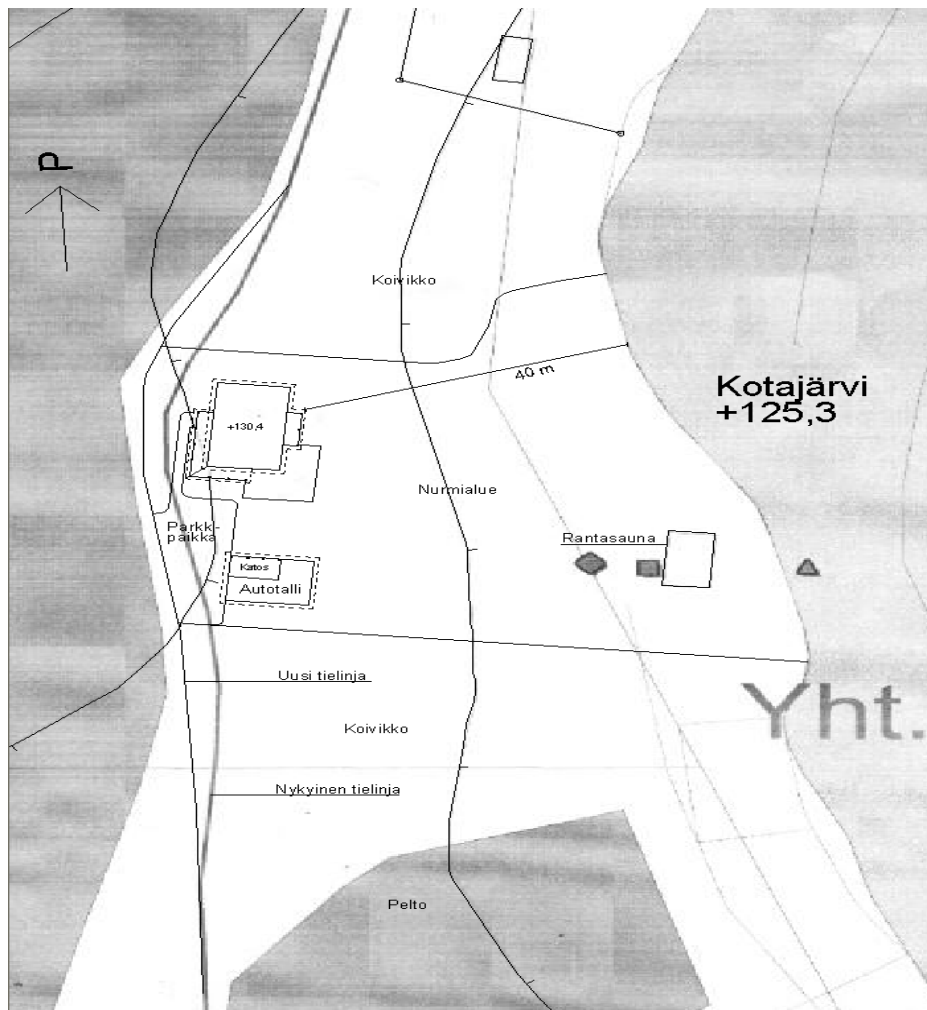 P
Koivikko
40 m
Kotajärvi
+125,3
+130,4
Nurmialue
Parkki-
paikka
Rantasauna
Katos
Autotalli
Uusi tielinja
Yht.
Koivikko
Nykyinen tielinja
Pelto